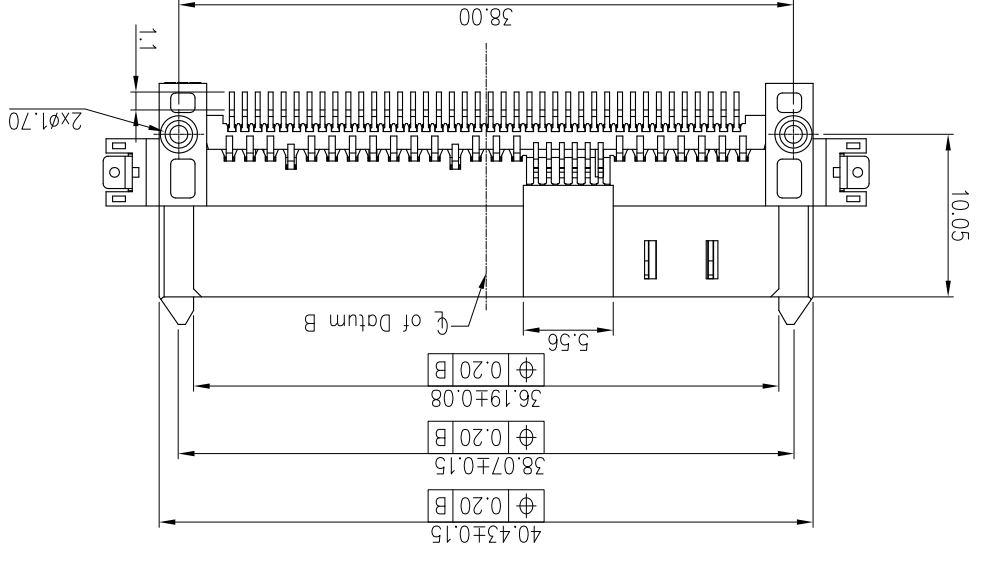 40.43±0.15
⌖ 0.20 B
38.07±0.15
⌖ 0.20 B
36.19±0.08
⌖ 0.20 B
5.56
℄ of Datum B
10.05
2xø1.70
1.1
38.00